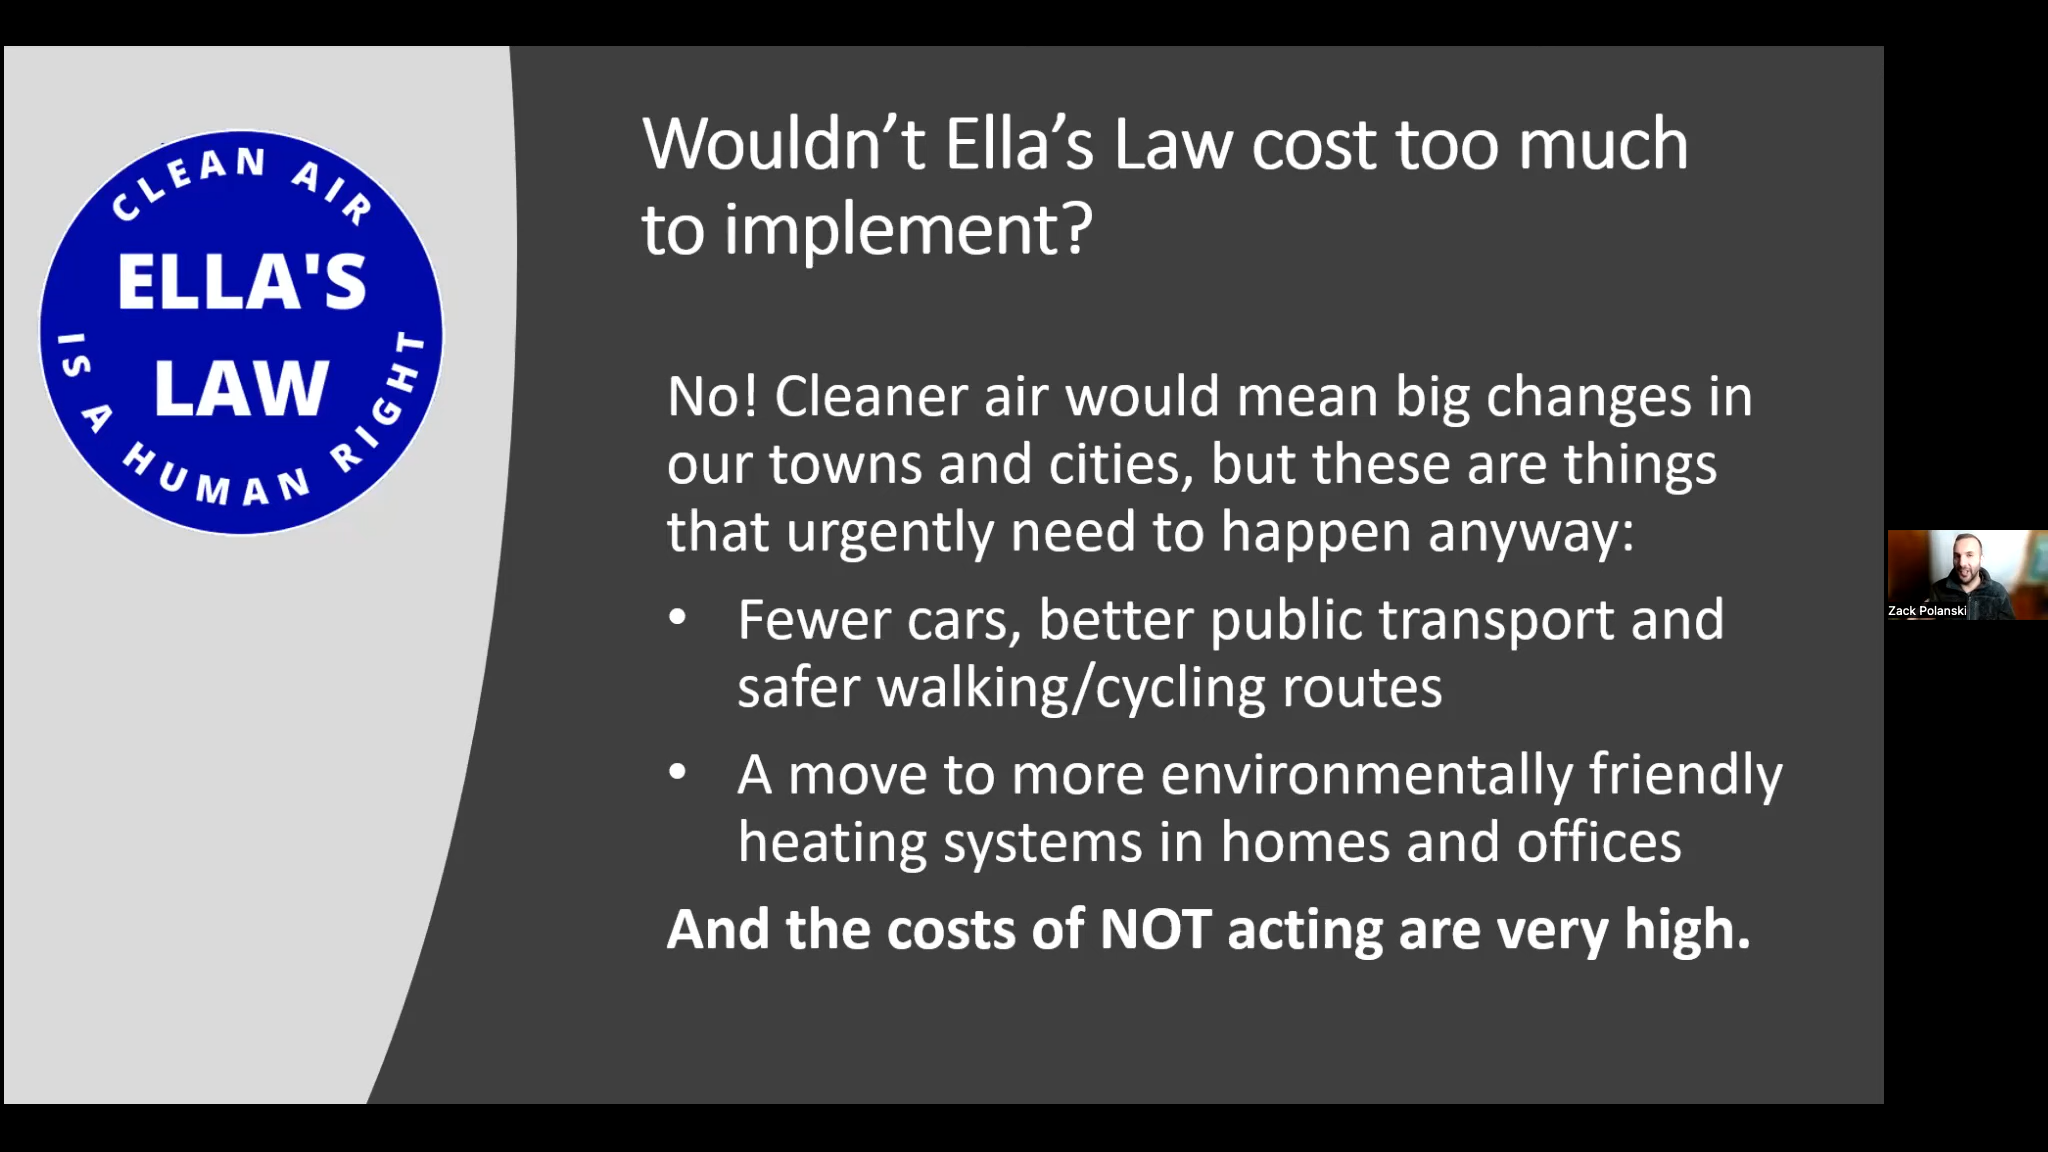 CLEAN AIR
ELLA'S
LAW
IS A HUMAN RIGHT
Wouldn’t Ella’s Law cost too much
to implement?
No! Cleaner air would mean big changes in
our towns and cities, but these are things
that urgently need to happen anyway:
• Fewer cars, better public transport and
safer walking/cycling routes
• A move to more environmentally friendly
heating systems in homes and offices
And the costs of NOT acting are very high.
Zack Polanski